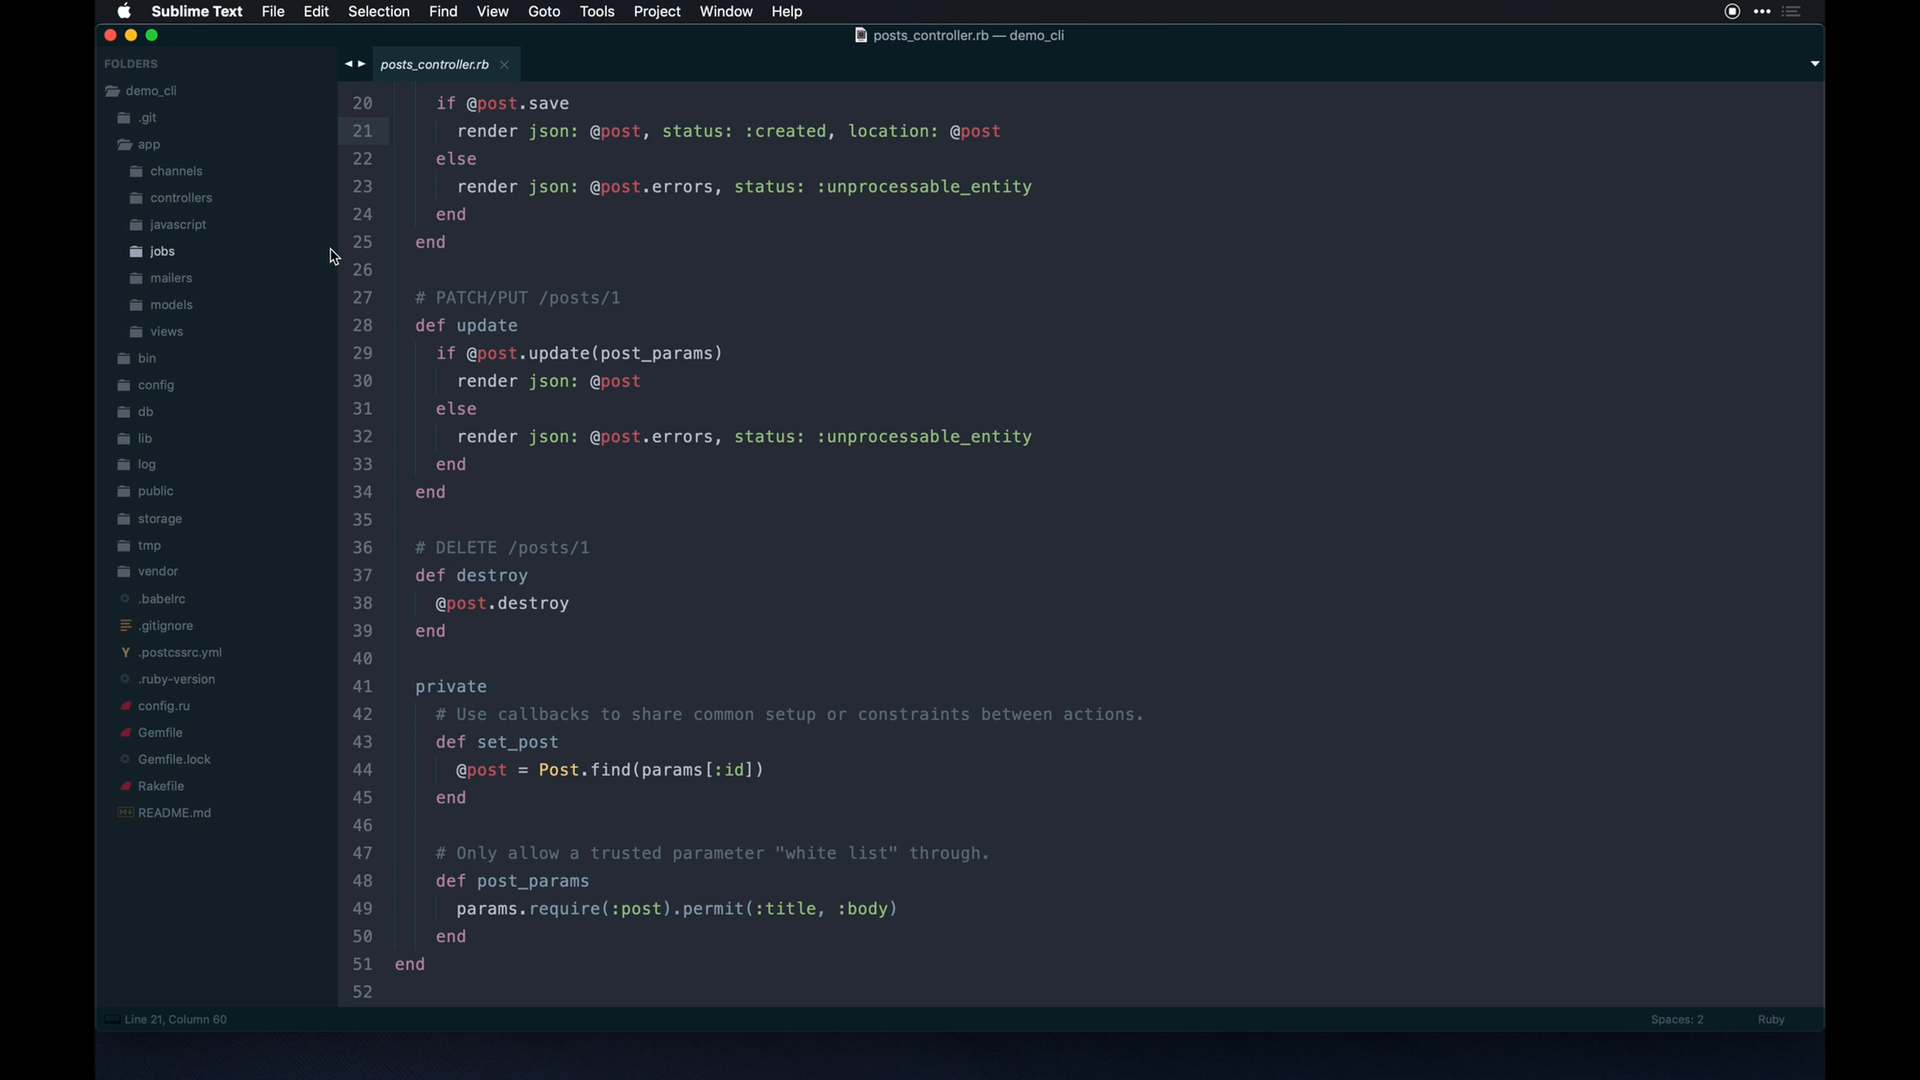 Sublime Text File Edit Selection Find View Goto Tools Project Window Help
posts_controller.rb — demo_cli
FOLDERS
demo_cli
.git
app
channels
controllers
javascript
jobs
mailers
models
views
bin
config
db
lib
log
public
storage
tmp
vendor
.babelrc
.gitignore
Y .postcssrc.yml
.ruby-version
config.ru
Gemfile
Gemfile.lock
Rakefile
README.md
posts_controller.rb
20 if @post.save
21 render json: @post, status: :created, location: @post
22 else
23 render json: @post.errors, status: :unprocessable_entity
24 end
25 end
26
27 # PATCH/PUT /posts/1
28 def update
29 if @post.update(post_params)
30 render json: @post
31 else
32 render json: @post.errors, status: :unprocessable_entity
33 end
34 end
35
36 # DELETE /posts/1
37 def destroy
38 @post.destroy
39 end
40
41 private
42 # Use callbacks to share common setup or constraints between actions.
43 def set_post
44 @post = Post.find(params[:id])
45 end
46
47 # Only allow a trusted parameter "white list" through.
48 def post_params
49 params.require(:post).permit(:title, :body)
50 end
51 end
52
Line 21, Column 60
Spaces: 2
Ruby